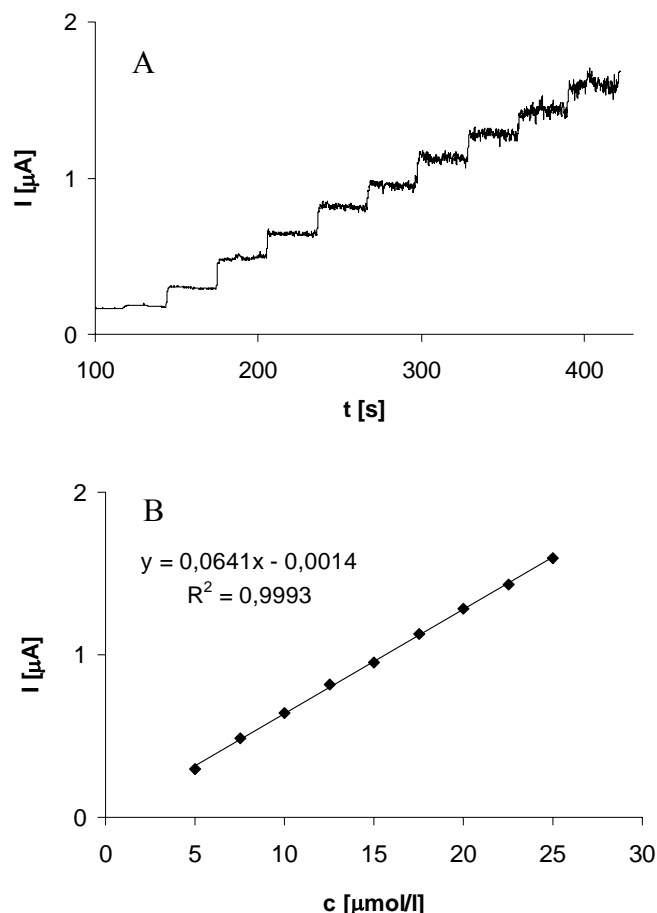 2
A
1
I [µA]
0
100 200 300 400
t [s]
2
B
y = 0,0641x - 0,0014
R² = 0,9993
1
I [µA]
0
0 5 10 15 20 25 30
c [µmol/l]